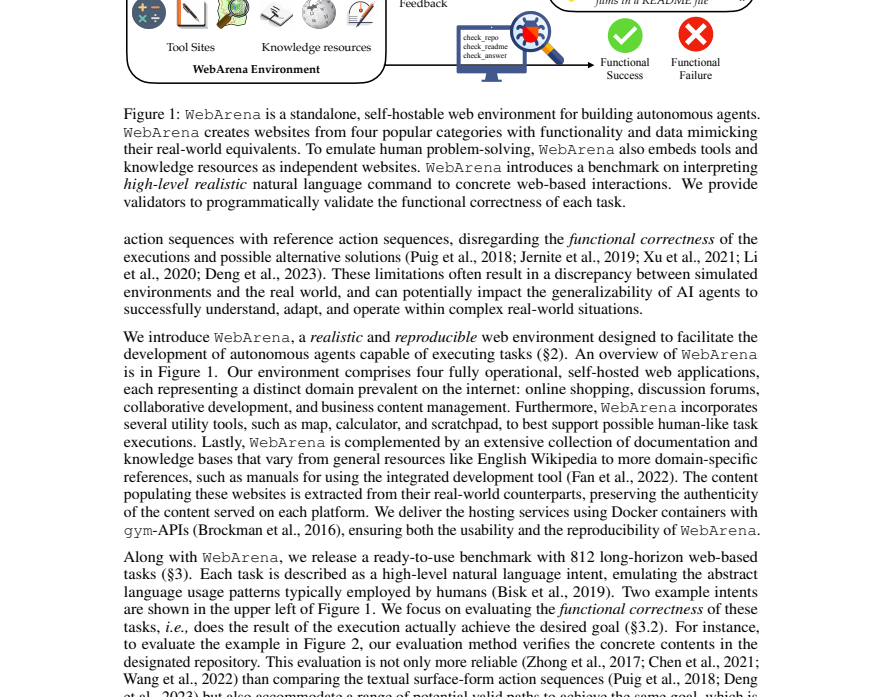 films in a README file
Feedback
check_repo
check_readme
check_answer
Tool Sites
Knowledge resources
WebArena Environment
Functional
Success
Functional
Failure
Figure 1: WebArena is a standalone, self-hostable web environment for building autonomous agents.
WebArena creates websites from four popular categories with functionality and data mimicking
their real-world equivalents. To emulate human problem-solving, WebArena also embeds tools and
knowledge resources as independent websites. WebArena introduces a benchmark on interpreting
high-level realistic natural language command to concrete web-based interactions. We provide
validators to programmatically validate the functional correctness of each task.
action sequences with reference action sequences, disregarding the functional correctness of the
executions and possible alternative solutions (Puig et al., 2018; Jernite et al., 2019; Xu et al., 2021; Li
et al., 2020; Deng et al., 2023). These limitations often result in a discrepancy between simulated
environments and the real world, and can potentially impact the generalizability of AI agents to
successfully understand, adapt, and operate within complex real-world situations.
We introduce WebArena, a realistic and reproducible web environment designed to facilitate the
development of autonomous agents capable of executing tasks (§2). An overview of WebArena
is in Figure 1. Our environment comprises four fully operational, self-hosted web applications,
each representing a distinct domain prevalent on the internet: online shopping, discussion forums,
collaborative development, and business content management. Furthermore, WebArena incorporates
several utility tools, such as map, calculator, and scratchpad, to best support possible human-like task
executions. Lastly, WebArena is complemented by an extensive collection of documentation and
knowledge bases that vary from general resources like English Wikipedia to more domain-specific
references, such as manuals for using the integrated development tool (Fan et al., 2022). The content
populating these websites is extracted from their real-world counterparts, preserving the authenticity
of the content served on each platform. We deliver the hosting services using Docker containers with
gym-APIs (Brockman et al., 2016), ensuring both the usability and the reproducibility of WebArena.
Along with WebArena, we release a ready-to-use benchmark with 812 long-horizon web-based
tasks (§3). Each task is described as a high-level natural language intent, emulating the abstract
language usage patterns typically employed by humans (Bisk et al., 2019). Two example intents
are shown in the upper left of Figure 1. We focus on evaluating the functional correctness of these
tasks, i.e., does the result of the execution actually achieve the desired goal (§3.2). For instance,
to evaluate the example in Figure 2, our evaluation method verifies the concrete contents in the
designated repository. This evaluation is not only more reliable (Zhong et al., 2017; Chen et al., 2021;
Wang et al., 2022) than comparing the textual surface-form action sequences (Puig et al., 2018; Deng
et al., 2023) but also accommodate a range of potential valid paths to achieve the same goal, which is